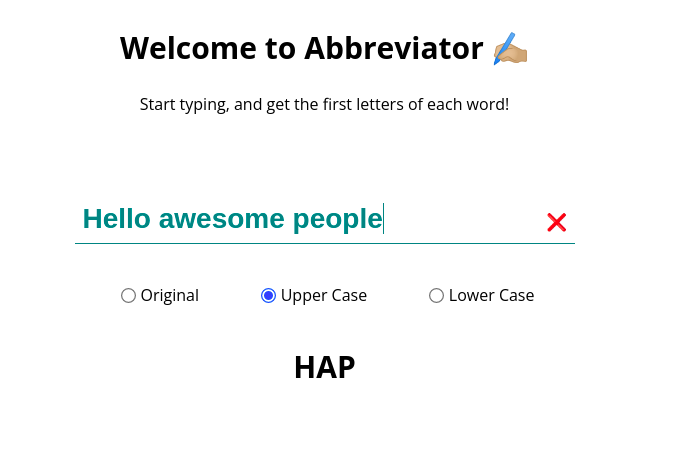 Welcome to Abbreviator ✍🏼
Start typing, and get the first letters of each word!
Hello awesome people
Original Upper Case Lower Case
HAP